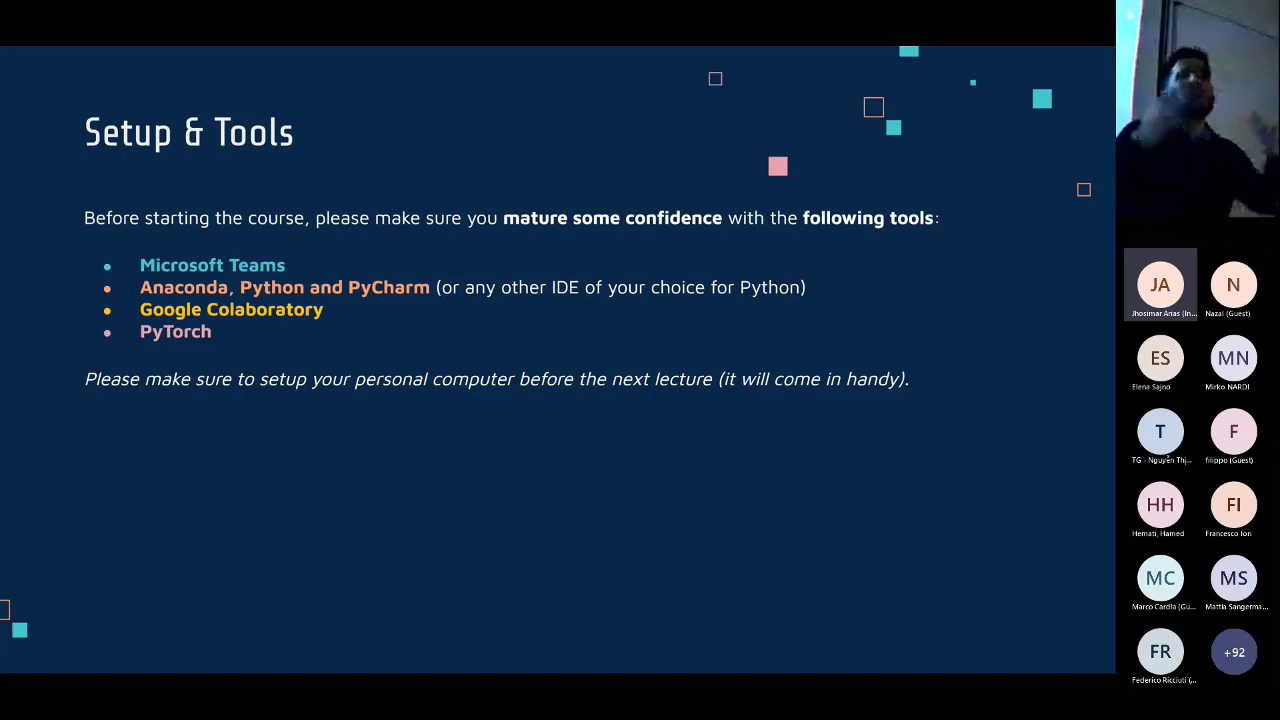 Setup & Tools
Before starting the course, please make sure you mature some confidence with the following tools:
● Microsoft Teams
● Anaconda, Python and PyCharm (or any other IDE of your choice for Python)
● Google Colaboratory
● PyTorch
Please make sure to setup your personal computer before the next lecture (it will come in handy).
JA
N
Jhosimar Arias (In...
Nazal (Guest)
ES
MN
Elena Sajno
Mirko NARDI
T
F
TG - Nguyễn Thị...
filippo (Guest)
HH
FI
Hemati, Hamed
Francesco Iori
MC
MS
Marco Cardia (Gu...
Mattia Sangerma...
FR
+92
Federico Ricciuti (...